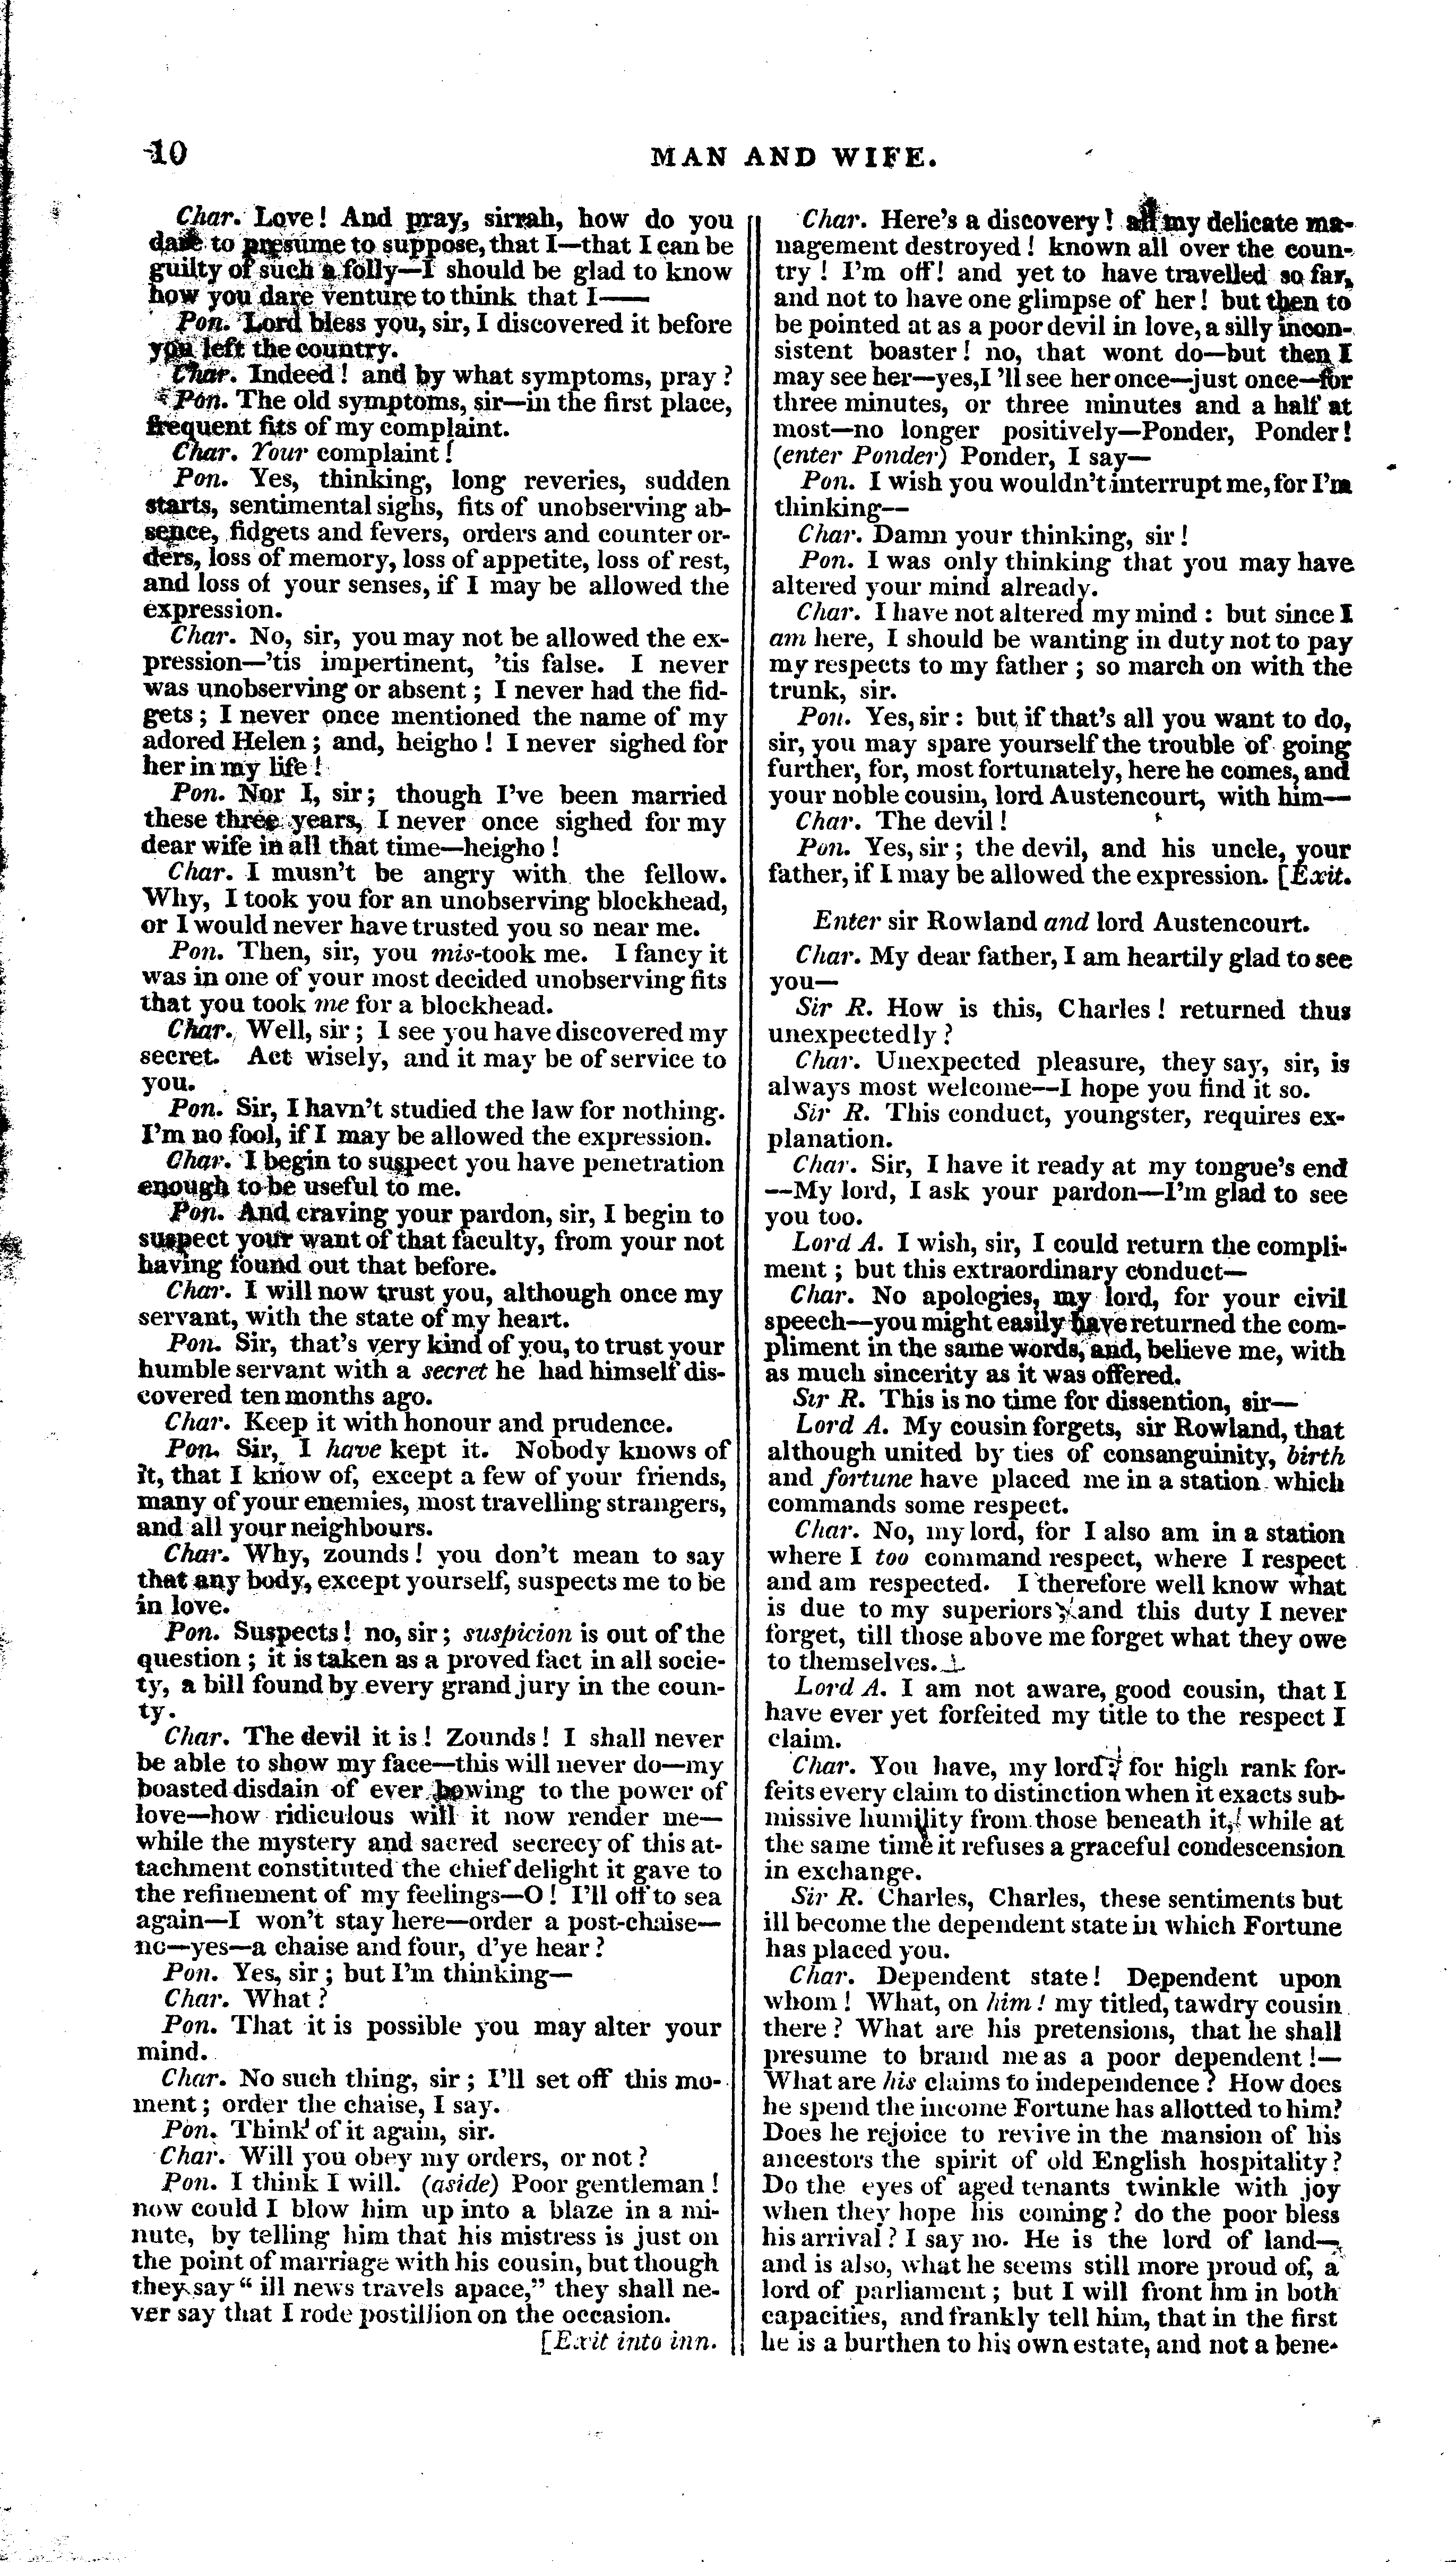 10
MAN AND WIFE.
Char. Love! And pray, sirrah, how do you
dare to presume to suppose, that I—that I can be
guilty of such a folly—I should be glad to know
how you dare venture to think that I——
Pon. Lord bless you, sir, I discovered it before
you left the country.
Char. Indeed! and by what symptoms, pray?
Pon. The old symptoms, sir—in the first place,
frequent fits of my complaint.
Char. Your complaint!
Pon. Yes, thinking, long reveries, sudden
starts, sentimental sighs, fits of unobserving ab-
sence, fidgets and fevers, orders and counter or-
ders, loss of memory, loss of appetite, loss of rest,
and loss of your senses, if I may be allowed the
expression.
Char. No, sir, you may not be allowed the ex-
pression—'tis impertinent, 'tis false. I never
was unobserving or absent; I never had the fid-
gets; I never once mentioned the name of my
adored Helen; and, heigho! I never sighed for
her in my life!
Pon. Nor I, sir; though I've been married
these three years, I never once sighed for my
dear wife in all that time—heigho!
Char. I musn't be angry with the fellow.
Why, I took you for an unobserving blockhead,
or I would never have trusted you so near me.
Pon. Then, sir, you mis-took me. I fancy it
was in one of your most decided unobserving fits
that you took me for a blockhead.
Char. Well, sir; I see you have discovered my
secret. Act wisely, and it may be of service to
you.
Pon. Sir, I havn't studied the law for nothing.
I'm no fool, if I may be allowed the expression.
Char. I begin to suspect you have penetration
enough to be useful to me.
Pon. And craving your pardon, sir, I begin to
suspect your want of that faculty, from your not
having found out that before.
Char. I will now trust you, although once my
servant, with the state of my heart.
Pon. Sir, that's very kind of you, to trust your
humble servant with a secret he had himself dis-
covered ten months ago.
Char. Keep it with honour and prudence.
Pon. Sir, I have kept it. Nobody knows of
it, that I know of, except a few of your friends,
many of your enemies, most travelling strangers,
and all your neighbours.
Char. Why, zounds! you don't mean to say
that any body, except yourself, suspects me to be
in love.
Pon. Suspects! no, sir; suspicion is out of the
question; it is taken as a proved fact in all socie-
ty, a bill found by every grand jury in the coun-
ty.
Char. The devil it is! Zounds! I shall never
be able to show my face—this will never do—my
boasted disdain of ever bowing to the power of
love—how ridiculous will it now render me—
while the mystery and sacred secrecy of this at-
tachment constituted the chief delight it gave to
the refinement of my feelings—O! I'll off to sea
again—I won't stay here—order a post-chaise—
no—yes—a chaise and four, d'ye hear?
Pon. Yes, sir; but I'm thinking—
Char. What?
Pon. That it is possible you may alter your
mind.
Char. No such thing, sir; I'll set off this mo-
ment; order the chaise, I say.
Pon. Think of it again, sir.
Char. Will you obey my orders, or not?
Pon. I think I will. (aside) Poor gentleman!
now could I blow him up into a blaze in a mi-
nute, by telling him that his mistress is just on
the point of marriage with his cousin, but though
they say "ill news travels apace," they shall ne-
ver say that I rode postillion on the occasion.
[Exit into inn.
Char. Here's a discovery! all my delicate ma-
nagement destroyed! known all over the coun-
try! I'm off! and yet to have travelled so far,
and not to have one glimpse of her! but then to
be pointed at as a poor devil in love, a silly incon-
sistent boaster! no, that wont do—but then I
may see her—yes, I'll see her once—just once—for
three minutes, or three minutes and a half at
most—no longer positively—Ponder, Ponder!
(enter Ponder) Ponder, I say—
Pon. I wish you wouldn't interrupt me, for I'm
thinking—
Char. Damn your thinking, sir!
Pon. I was only thinking that you may have
altered your mind already.
Char. I have not altered my mind: but since I
am here, I should be wanting in duty not to pay
my respects to my father; so march on with the
trunk, sir.
Pon. Yes, sir: but if that's all you want to do,
sir, you may spare yourself the trouble of going
further, for, most fortunately, here he comes, and
your noble cousin, lord Austencourt, with him—
Char. The devil!
Pon. Yes, sir; the devil, and his uncle, your
father, if I may be allowed the expression. [Exit.
Enter sir Rowland and lord Austencourt.
Char. My dear father, I am heartily glad to see
you—
Sir R. How is this, Charles! returned thus
unexpectedly?
Char. Unexpected pleasure, they say, sir, is
always most welcome—I hope you find it so.
Sir R. This conduct, youngster, requires ex-
planation.
Char. Sir, I have it ready at my tongue's end
—My lord, I ask your pardon—I'm glad to see
you too.
Lord A. I wish, sir, I could return the compli-
ment; but this extraordinary conduct—
Char. No apologies, my lord, for your civil
speech—you might easily have returned the com-
pliment in the same words, and, believe me, with
as much sincerity as it was offered.
Sir R. This is no time for dissention, sir—
Lord A. My cousin forgets, sir Rowland, that
although united by ties of consanguinity, birth
and fortune have placed me in a station which
commands some respect.
Char. No, my lord, for I also am in a station
where I too command respect, where I respect
and am respected. I therefore well know what
is due to my superiors; and this duty I never
forget, till those above me forget what they owe
to themselves.
Lord A. I am not aware, good cousin, that I
have ever yet forfeited my title to the respect I
claim.
Char. You have, my lord; for high rank for-
feits every claim to distinction when it exacts sub-
missive humility from those beneath it, while at
the same time it refuses a graceful condescension
in exchange.
Sir R. Charles, Charles, these sentiments but
ill become the dependent state in which Fortune
has placed you.
Char. Dependent state! Dependent upon
whom! What, on him! my titled, tawdry cousin
there? What are his pretensions, that he shall
presume to brand me as a poor dependent!—
What are his claims to independence? How does
he spend the income Fortune has allotted to him?
Does he rejoice to revive in the mansion of his
ancestors the spirit of old English hospitality?
Do the eyes of aged tenants twinkle with joy
when they hope his coming? do the poor bless
his arrival? I say no. He is the lord of land—
and is also, what he seems still more proud of, a
lord of parliament; but I will front hm in both
capacities, and frankly tell him, that in the first
he is a burthen to his own estate, and not a bene-